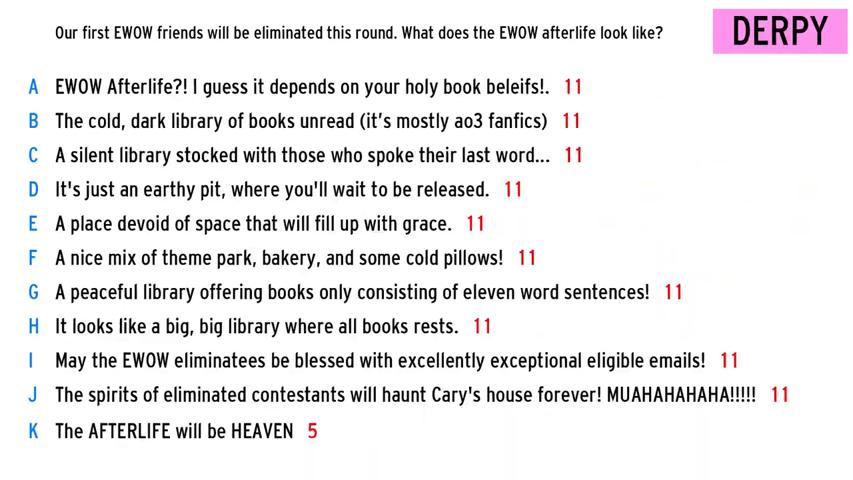 Our first EWOW friends will be eliminated this round. What does the EWOW afterlife look like?
DERPY
A EWOW Afterlife?! I guess it depends on your holy book beleifs!. 11
B The cold, dark library of books unread (it's mostly ao3 fanfics) 11
C A silent library stocked with those who spoke their last word... 11
D It's just an earthy pit, where you'll wait to be released. 11
E A place devoid of space that will fill up with grace. 11
F A nice mix of theme park, bakery, and some cold pillows! 11
G A peaceful library offering books only consisting of eleven word sentences! 11
H It looks like a big, big library where all books rests. 11
I May the EWOW eliminatees be blessed with excellently exceptional eligible emails! 11
J The spirits of eliminated contestants will haunt Cary's house forever! MUAHAHAHAHA!!!!! 11
K The AFTERLIFE will be HEAVEN 5